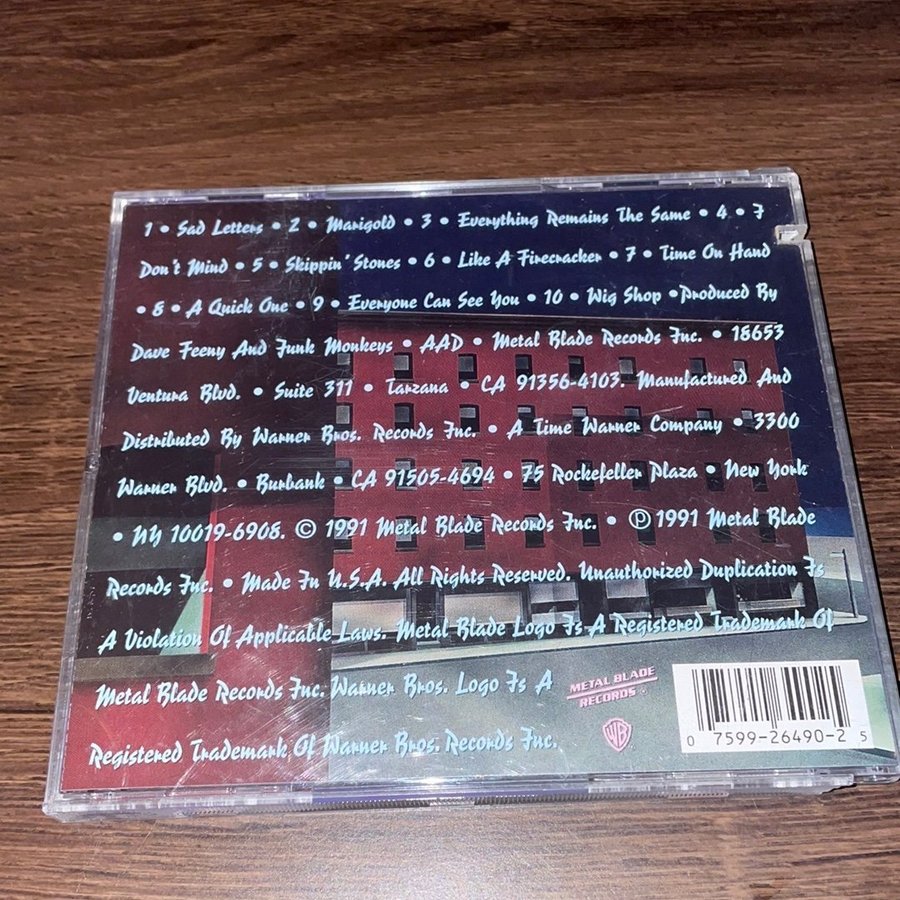 1 • Sad Letters • 2 • Marigold • 3 • Everything Remains The Same • 4 • I
Don't Mind • 5 • Skippin' Stones • 6 • Like A Firecracker • 7 • Time On Hand
• 8 • A Quick One • 9 • Everyone Can See You • 10 • Wig Shop • Produced By
Dave Feeny And Junk Monkeys • AAD • Metal Blade Records Inc. • 18653
Ventura Blvd. • Suite 311 • Tarzana • CA 91356-4103. Manufactured And
Distributed By Warner Bros. Records Inc. • A Time Warner Company • 3300
Warner Blvd. • Burbank • CA 91505-4694 • 75 Rockefeller Plaza • New York
• NY 10019-6908. © 1991 Metal Blade Records Inc. • ℗ 1991 Metal Blade
Records Inc. • Made In U.S.A. All Rights Reserved. Unauthorized Duplication Is
A Violation Of Applicable Laws. Metal Blade Logo Is A Registered Trademark Of
Metal Blade Records Inc. Warner Bros. Logo Is A
Registered Trademark Of Warner Bros. Records Inc.
METAL BLADE
RECORDS
WB
0 7599-26490-2 5